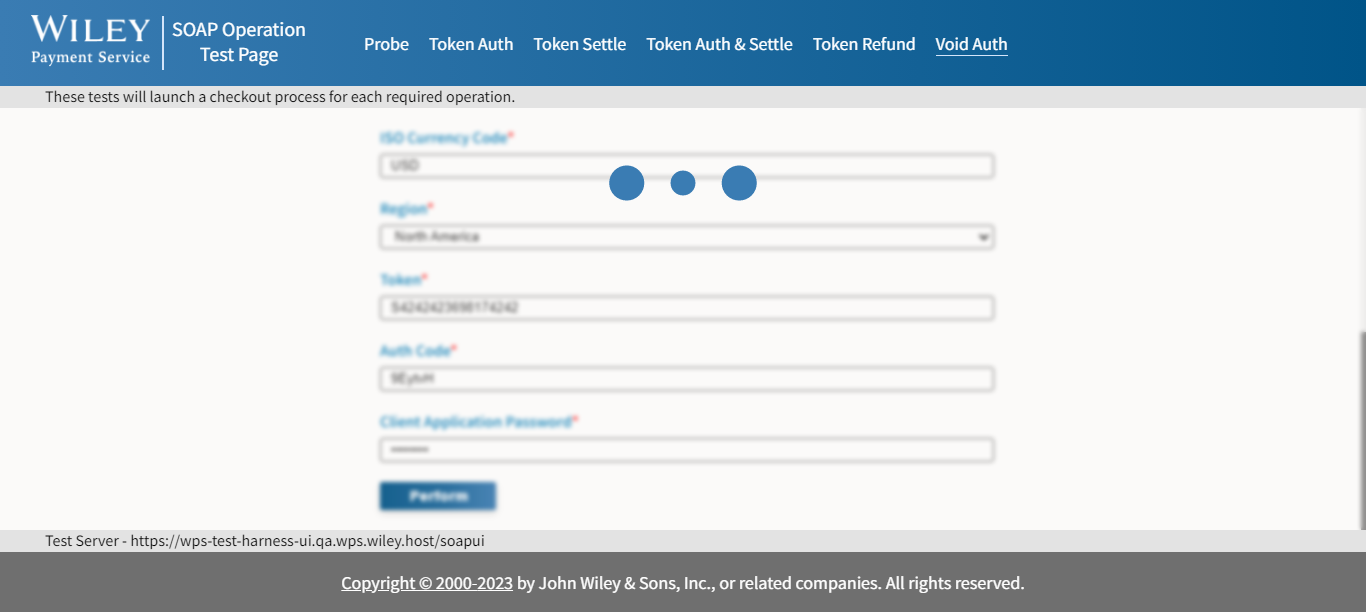 WILEY
Payment Service
SOAP Operation
Test Page
Probe
Token Auth
Token Settle
Token Auth & Settle
Token Refund
Void Auth
These tests will launch a checkout process for each required operation.
ISO Currency Code*
USD
Region*
North America
Token*
Auth Code*
Client Application Password*
Perform
Test Server - https://wps-test-harness-ui.qa.wps.wiley.host/soapui
Copyright © 2000-2023 by John Wiley & Sons, Inc., or related companies. All rights reserved.